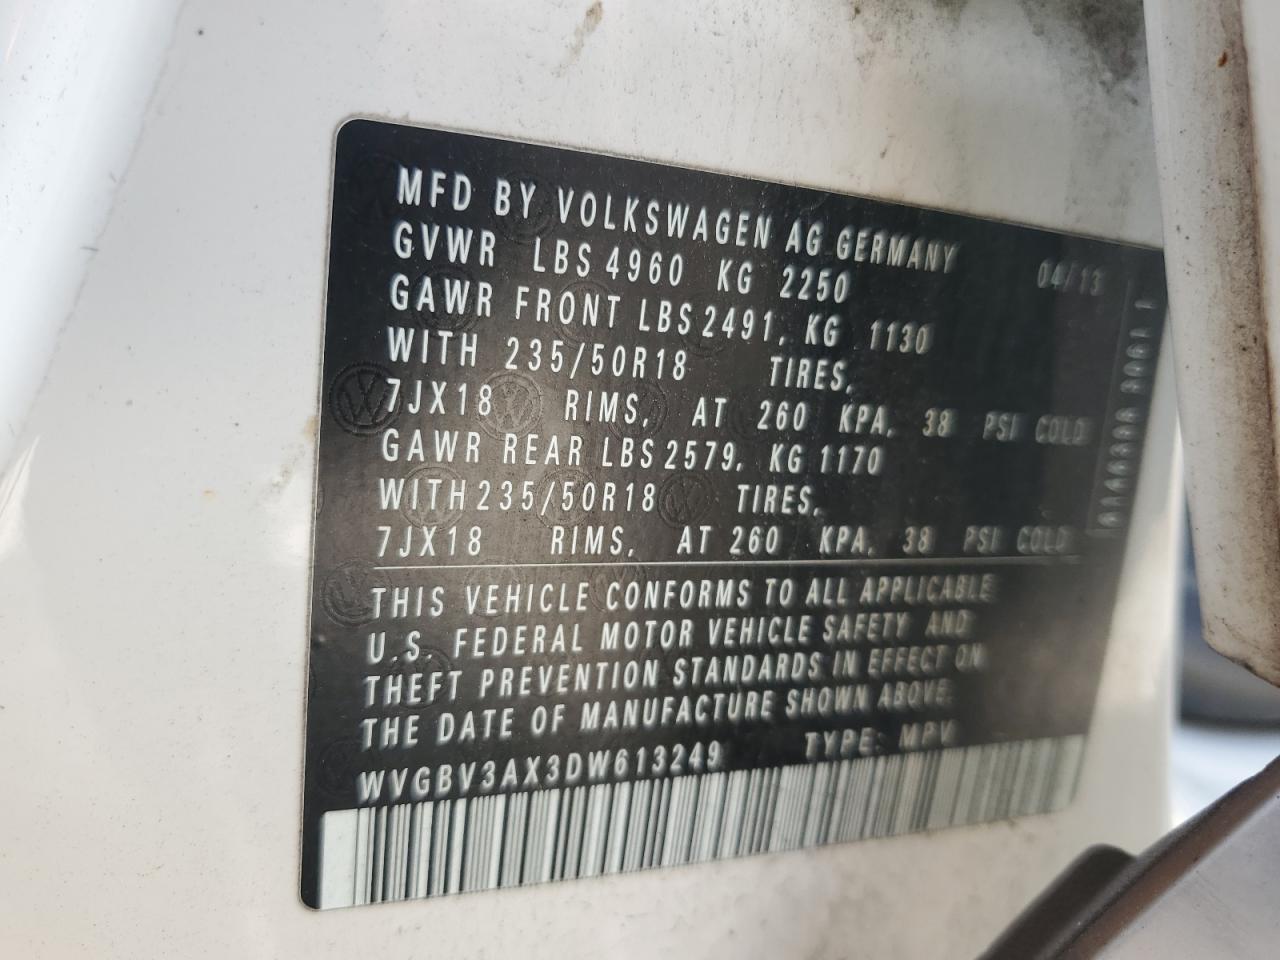 MFD BY VOLKSWAGEN AG GERMANY 04/13
GVWR LBS 4960 KG 2250
GAWR FRONT LBS 2491, KG 1130
WITH 235/50R18 TIRES,
7JX18 RIMS, AT 260 KPA, 38 PSI COLD
GAWR REAR LBS 2579, KG 1170
WITH 235/50R18 TIRES,
7JX18 RIMS, AT 260 KPA, 38 PSI COLD
THIS VEHICLE CONFORMS TO ALL APPLICABLE
U.S. FEDERAL MOTOR VEHICLE SAFETY AND
THEFT PREVENTION STANDARDS IN EFFECT ON
THE DATE OF MANUFACTURE SHOWN ABOVE.
WVGBV3AX3DW613249 TYPE: MPV